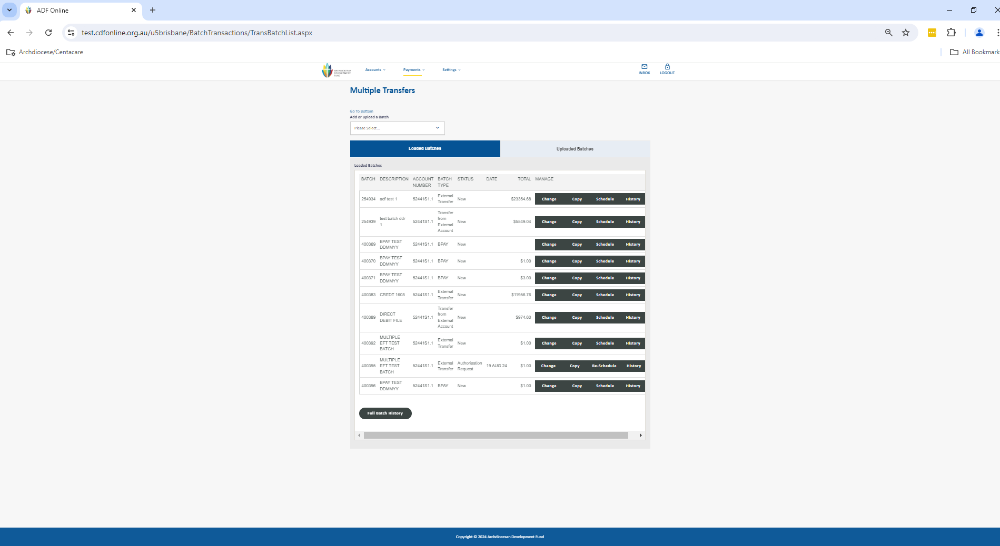 ADF Online
test.cdfonline.org.au/u5brisbane/BatchTransactions/TransBatchList.aspx
Archdiocese/Centacare
All Bookmark
ARCHDIOCESAN
DEVELOPMENT
FUND
Accounts
Payments
Settings
INBOX
LOGOUT
Multiple Transfers
Go To Bottom
Add or upload a Batch
Please Select...
Loaded Batches
Uploaded Batches
Loaded Batches
BATCH DESCRIPTION ACCOUNT NUMBER BATCH TYPE STATUS DATE TOTAL MANAGE
254934 adf test 1 52441S1.1 External Transfer New $23354.68 Change Copy Schedule History
254939 test batch ddr 1 52441S1.1 Transfer from External Account New $5549.04 Change Copy Schedule History
400369 BPAY TEST DDMMYY 52441S1.1 BPAY New Change Copy Schedule History
400370 BPAY TEST DDMMYY 52441S1.1 BPAY New $1.00 Change Copy Schedule History
400371 BPAY TEST DDMMYY 52441S1.1 BPAY New $3.00 Change Copy Schedule History
400383 CREDT 1608 52441S1.1 External Transfer New $11956.76 Change Copy Schedule History
400389 DIRECT DEBIT FILE 52441S1.1 Transfer from External Account New $974.60 Change Copy Schedule History
400392 MULTIPLE EFT TEST BATCH 52441S1.1 External Transfer New $1.00 Change Copy Schedule History
400395 MULTIPLE EFT TEST BATCH 52441S1.1 External Transfer Authorisation Request 19 AUG 24 $1.00 Change Copy Re-Schedule History
400396 BPAY TEST DDMMYY 52441S1.1 BPAY New $1.00 Change Copy Schedule History
Full Batch History
Copyright © 2024 Archdiocesan Development Fund